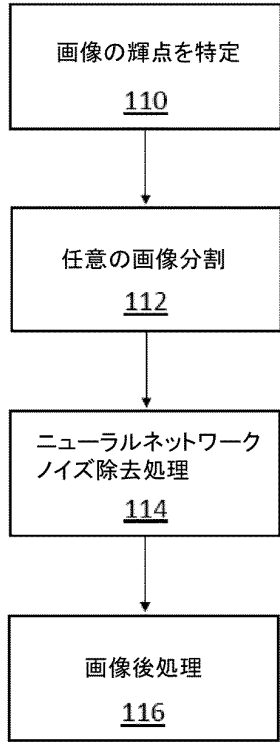 画像の輝点を特定
110
任意の画像分割
112
ニューラルネットワーク
ノイズ除去処理
114
画像後処理
116